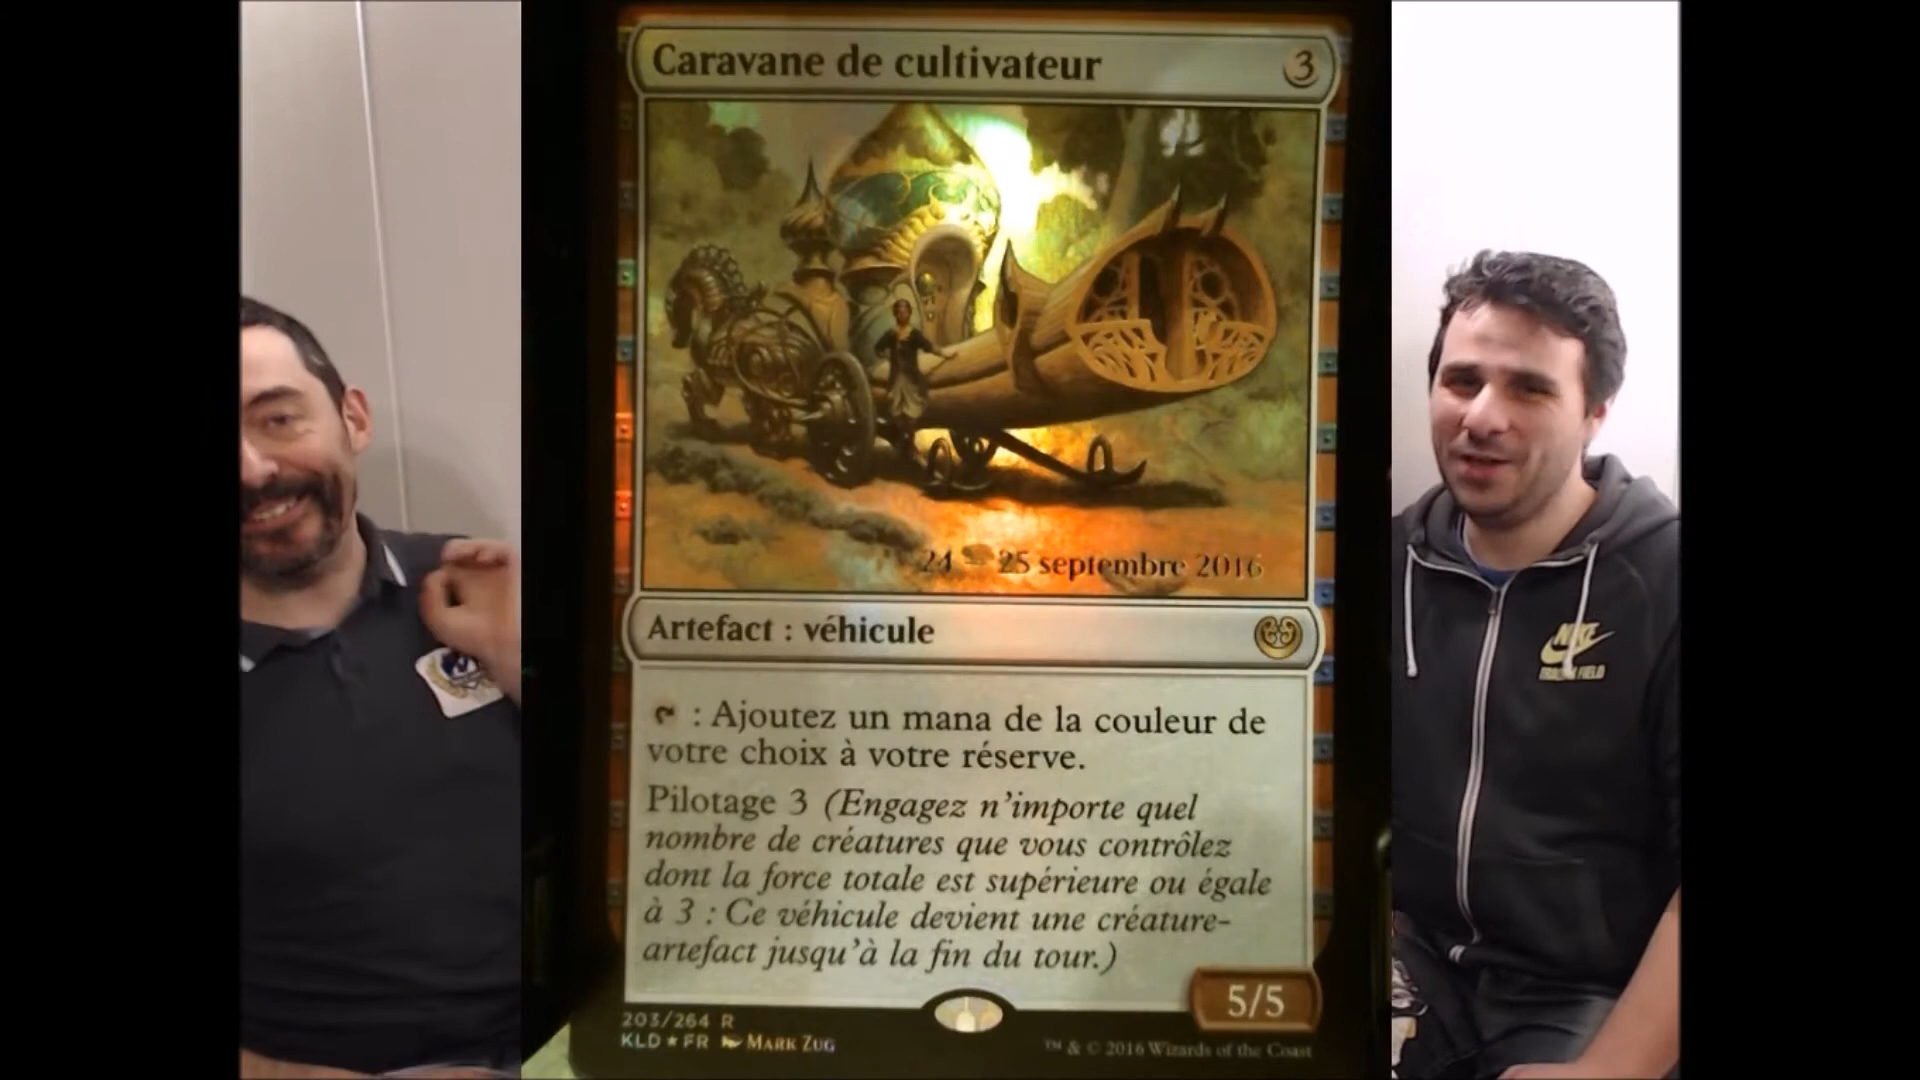 Caravane de cultivateur 3
24 25 septembre 2016
Artefact : véhicule
: Ajoutez un mana de la couleur de
votre choix à votre réserve.
Pilotage 3 (Engagez n'importe quel
nombre de créatures que vous contrôlez
dont la force totale est supérieure ou égale
à 3 : Ce véhicule devient une créature-
artefact jusqu'à la fin du tour.)
5/5
203/264 R
KLD ★ FR MARK ZUG
™ & © 2016 Wizards of the Coast
NIKE
FIELD